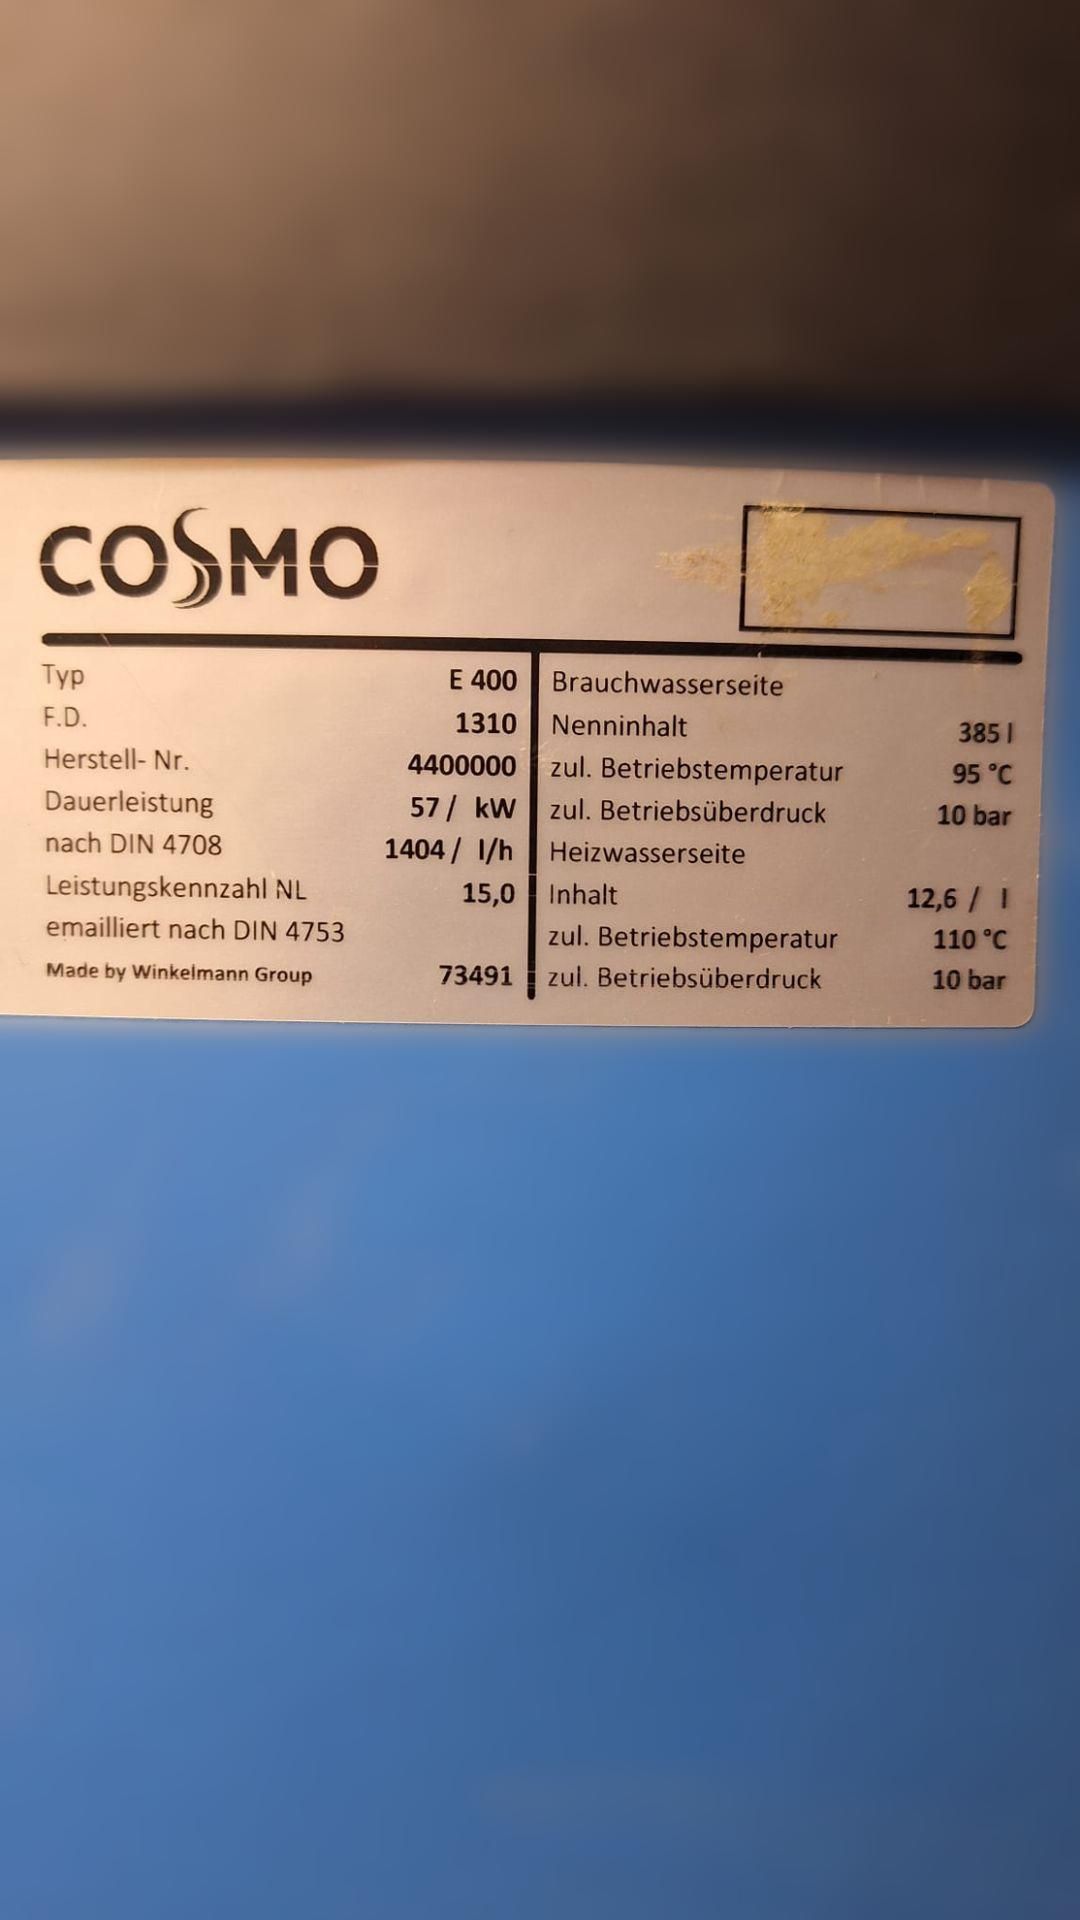 COSMO
Typ E 400
F.D. 1310
Herstell- Nr. 4400000
Dauerleistung 57 / kW
nach DIN 4708 1404 / l/h
Leistungskennzahl NL 15,0
emailliert nach DIN 4753
Made by Winkelmann Group 73491
Brauchwasserseite
Nenninhalt 385 l
zul. Betriebstemperatur 95 °C
zul. Betriebsüberdruck 10 bar
Heizwasserseite
Inhalt 12,6 / l
zul. Betriebstemperatur 110 °C
zul. Betriebsüberdruck 10 bar